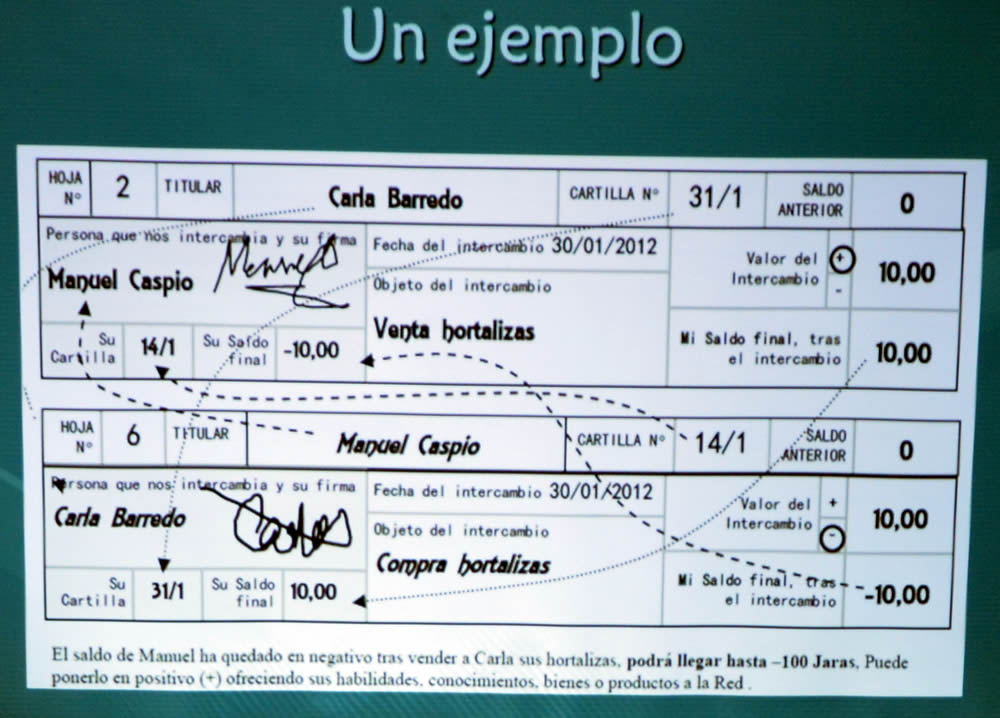 Un ejemplo
HOJA Nº 2 TITULAR Carla Barredo CARTILLA Nº 31/1 SALDO ANTERIOR 0
Persona que nos intercambia y su firma
Manuel Caspio
Fecha del intercambio 30/01/2012
Objeto del intercambio
Venta hortalizas
Valor del Intercambio + - 10,00
Su Cartilla 14/1 Su Saldo final -10,00
Mi Saldo final, tras el intercambio 10,00
HOJA Nº 6 TITULAR Manuel Caspio CARTILLA Nº 14/1 SALDO ANTERIOR 0
Persona que nos intercambia y su firma
Carla Barredo
Fecha del intercambio 30/01/2012
Objeto del intercambio
Compra hortalizas
Valor del Intercambio + - 10,00
Su Cartilla 31/1 Su Saldo final 10,00
Mi Saldo final, tras el intercambio -10,00
El saldo de Manuel ha quedado en negativo tras vender a Carla sus hortalizas, podrá llegar hasta –100 Jaras, Puede
ponerlo en positivo (+) ofreciendo sus habilidades, conocimientos, bienes o productos a la Red .